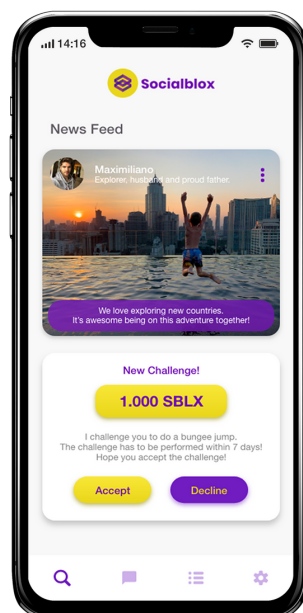 14:16
Socialblox
News Feed
Maximiliano
Explorer, husband and proud father.
We love exploring new countries.
It's awesome being on this adventure together!
New Challenge!
1.000 SBLX
I challenge you to do a bungee jump.
The challenge has to be performed within 7 days!
Hope you accept the challenge!
Accept
Decline